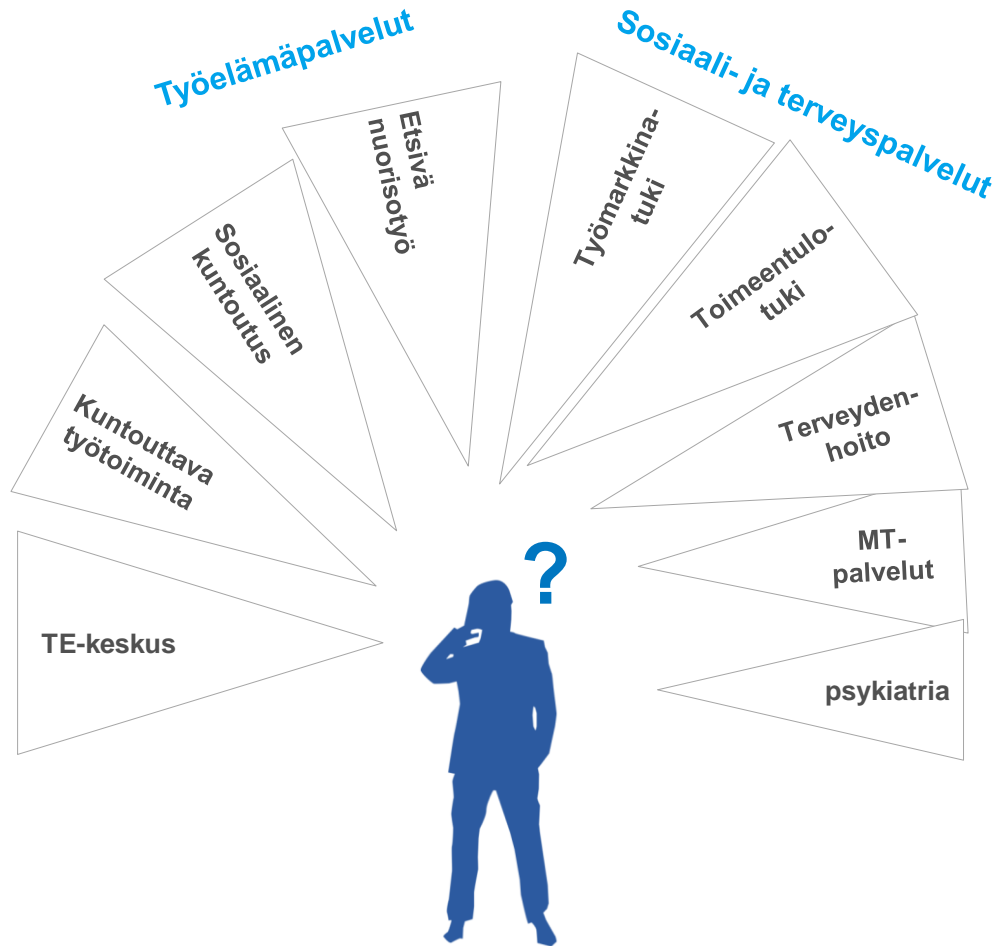 Työelämäpalvelut
Sosiaali- ja terveyspalvelut
Etsivä
nuorisotyö
Työmarkkina-
tuki
Sosiaalinen
kuntoutus
Toimeentulo-
tuki
Kuntouttava
työtoiminta
Terveyden-
hoito
MT-
palvelut
?
TE-keskus
psykiatria